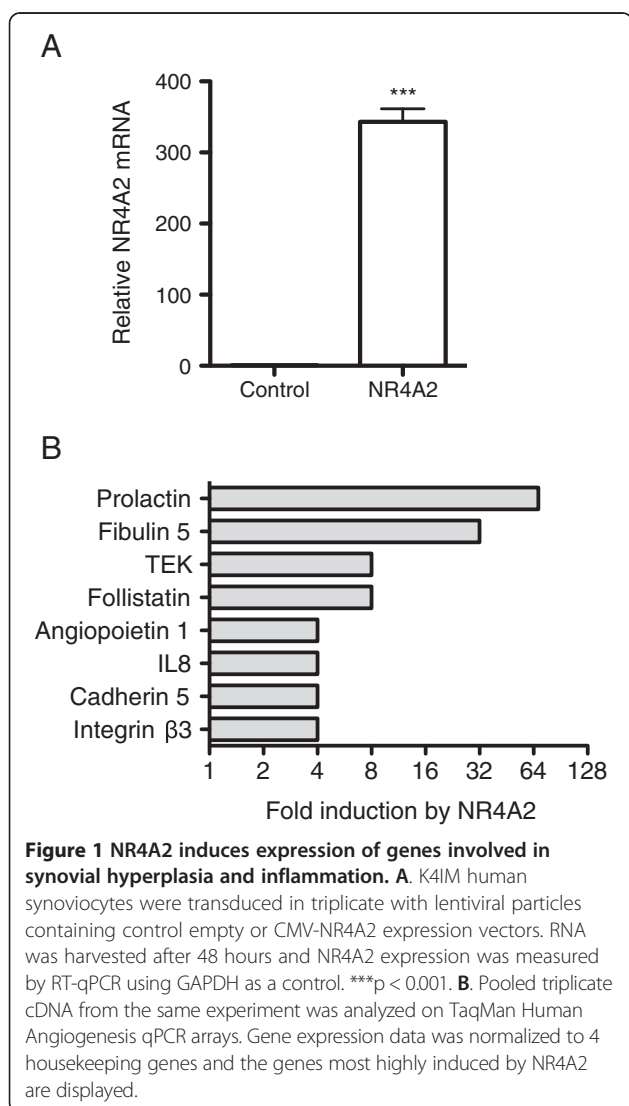 A
Relative NR4A2 mRNA
400
300
200
100
0
***
Control
NR4A2
B
Prolactin
Fibulin 5
TEK
Follistatin
Angiopoietin 1
IL8
Cadherin 5
Integrin β3
1 2 4 8 16 32 64 128
Fold induction by NR4A2
Figure 1 NR4A2 induces expression of genes involved in
synovial hyperplasia and inflammation. A. K4IM human
synoviocytes were transduced in triplicate with lentiviral particles
containing control empty or CMV-NR4A2 expression vectors. RNA
was harvested after 48 hours and NR4A2 expression was measured
by RT-qPCR using GAPDH as a control. ***p < 0.001. B. Pooled triplicate
cDNA from the same experiment was analyzed on TaqMan Human
Angiogenesis qPCR arrays. Gene expression data was normalized to 4
housekeeping genes and the genes most highly induced by NR4A2
are displayed.